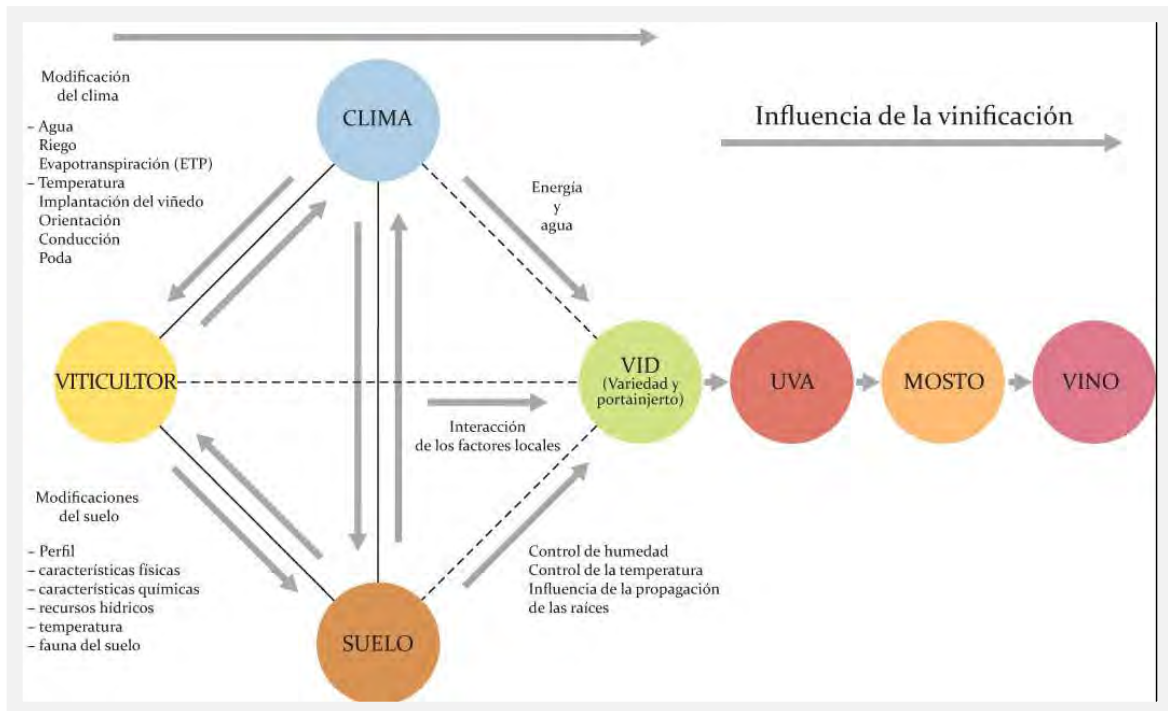 Modificación
del clima
– Agua
Riego
Evapotranspiración (ETP)
– Temperatura
Implantación del viñedo
Orientación
Conducción
Poda
CLIMA
Influencia de la vinificación
Energía
y
agua
VITICULTOR
VID
(Variedad y
portainjerto)
UVA
MOSTO
VINO
Interacción
de los factores locales
Modificaciones
del suelo
– Perfil
– características físicas
– características químicas
– recursos hídricos
– temperatura
– fauna del suelo
SUELO
Control de humedad
Control de la temperatura
Influencia de la propagación
de las raíces